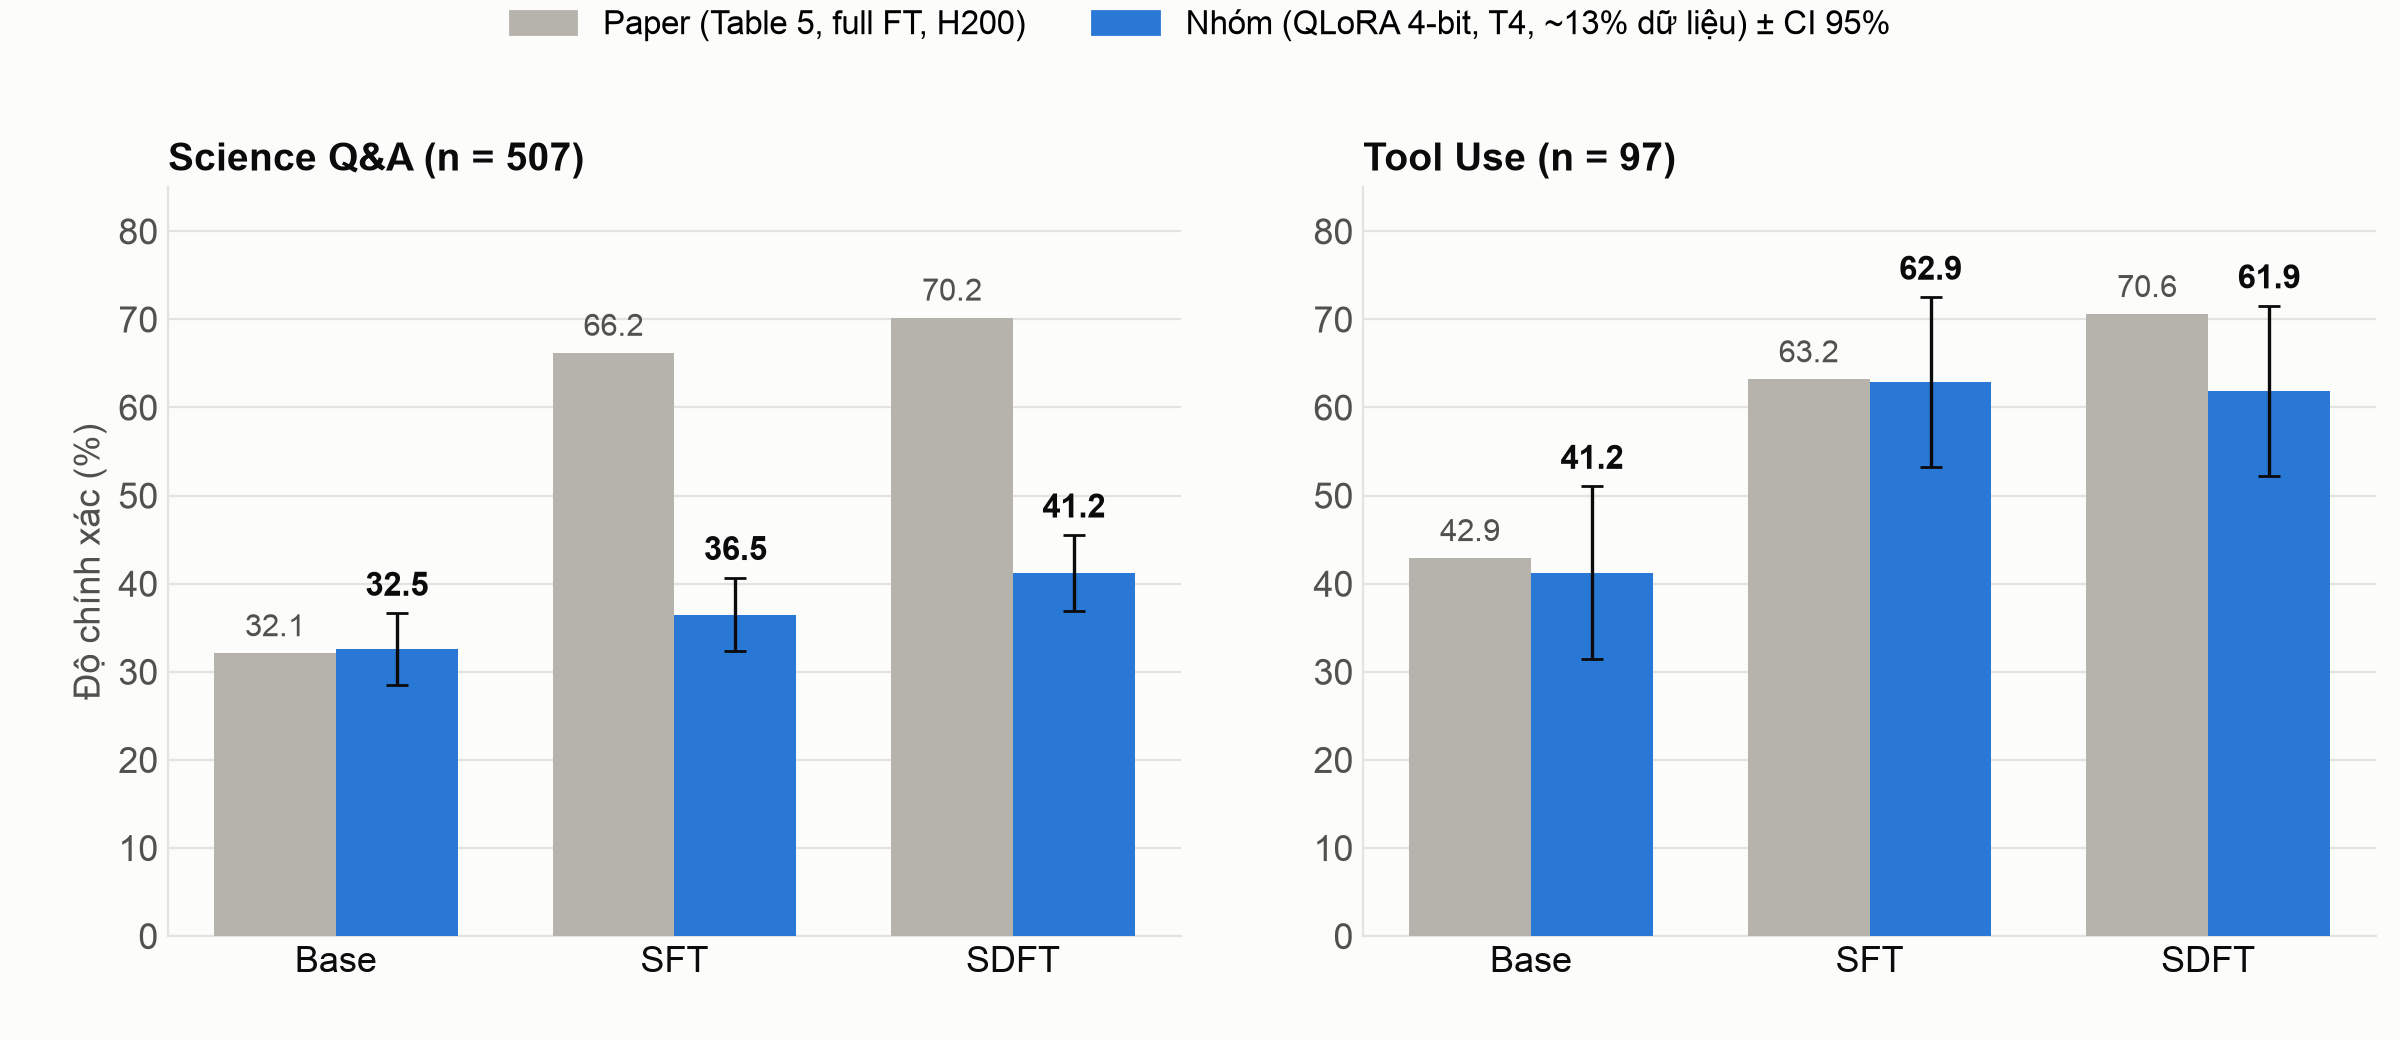 Paper (Table 5, full FT, H200)
Nhóm (QLoRA 4-bit, T4, ~13% dữ liệu) ± CI 95%
Science Q&A (n = 507)
Độ chính xác (%)
80
70
60
50
40
30
20
10
0
32.1
32.5
66.2
36.5
70.2
41.2
Base
SFT
SDFT
Tool Use (n = 97)
80
70
60
50
40
30
20
10
0
42.9
41.2
63.2
62.9
70.6
61.9
Base
SFT
SDFT